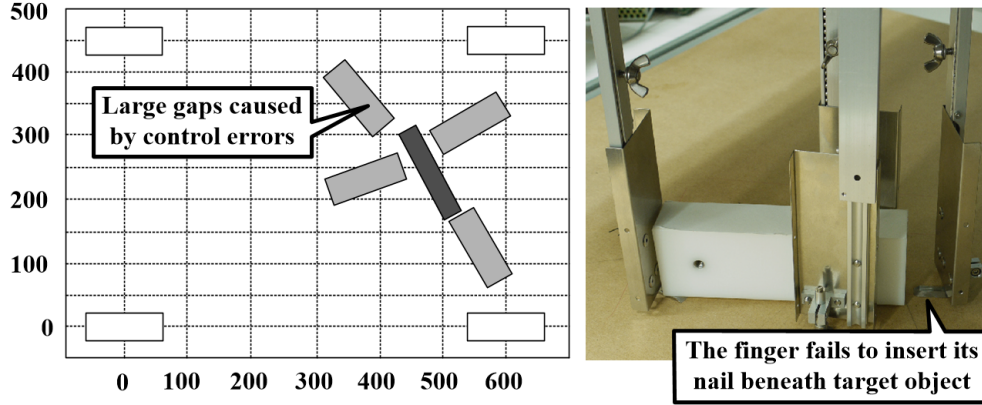 500
400
300
200
100
0
0 100 200 300 400 500 600
Large gaps caused
by control errors
The finger fails to insert its
nail beneath target object